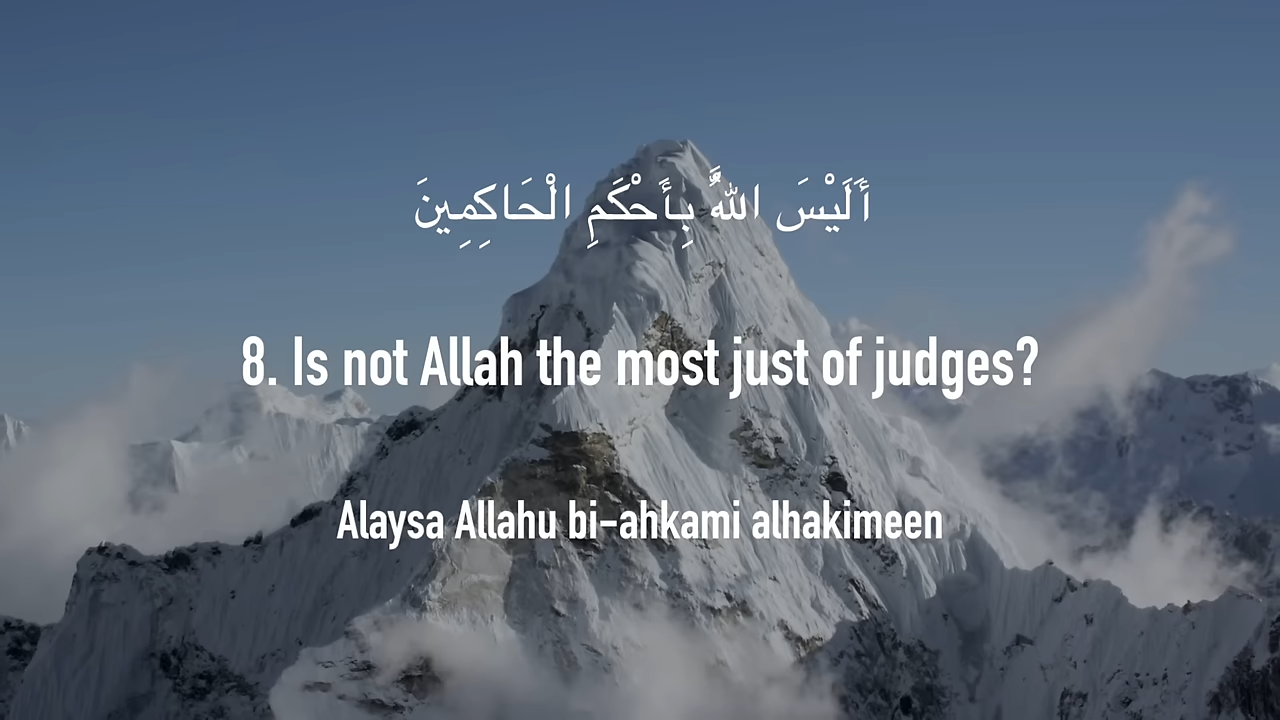 أَلَيْسَ اللَّهُ بِأَحْكَمِ الْحَاكِمِينَ
8. Is not Allah the most just of judges?
Alaysa Allahu bi-ahkami alhakimeen